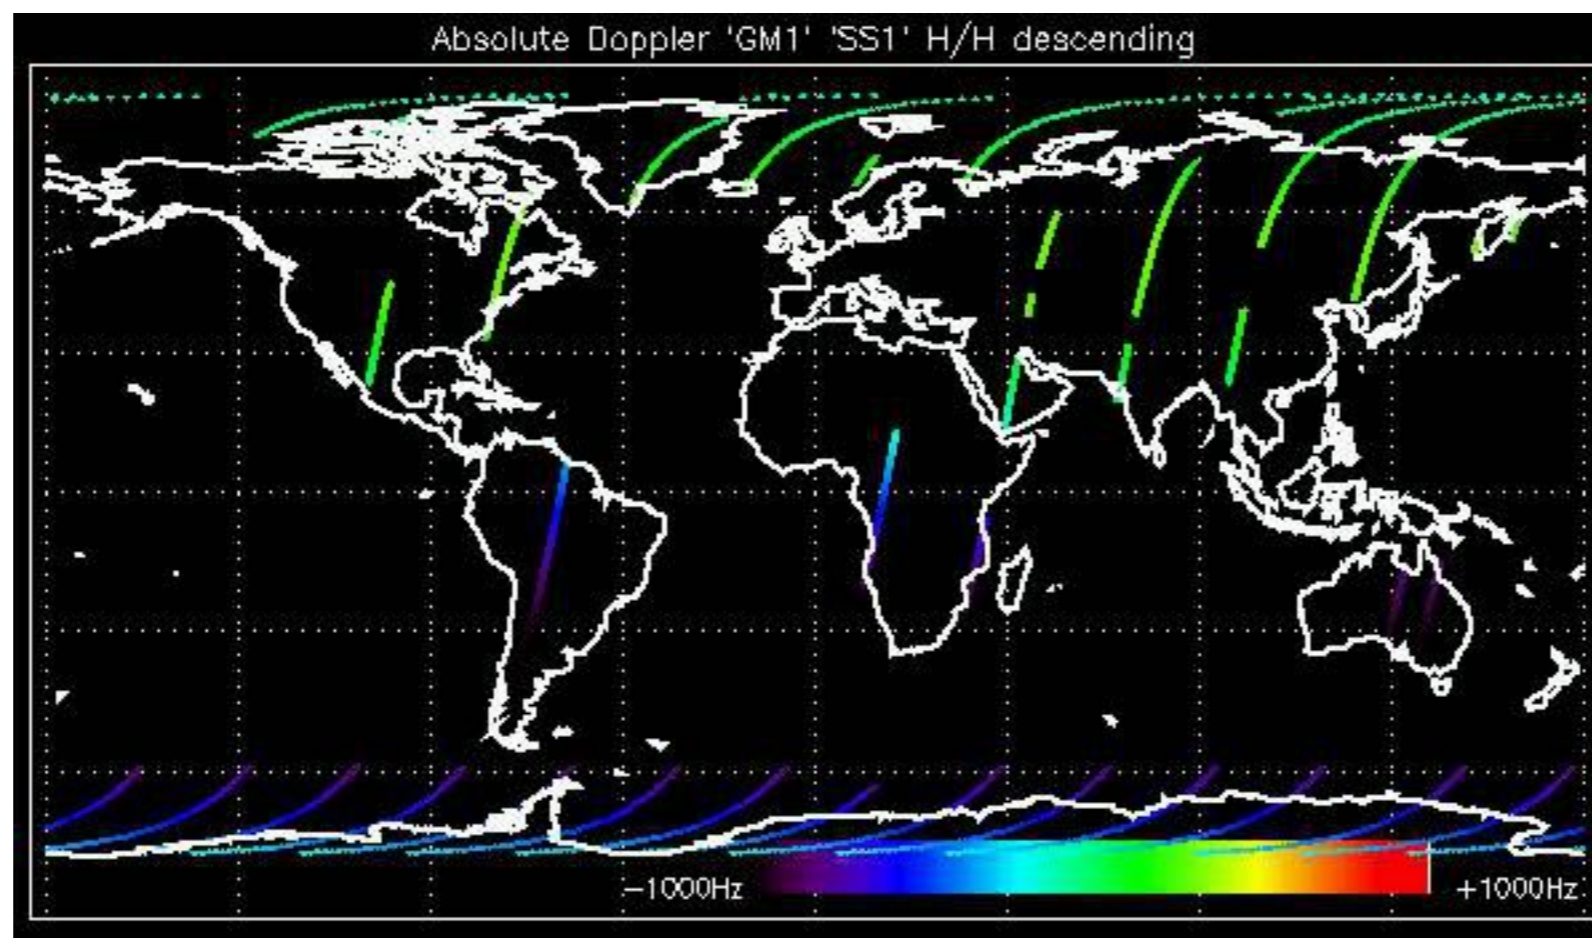 Absolute Doppler 'GM1' 'SS1' H/H descending
−1000Hz +1000Hz